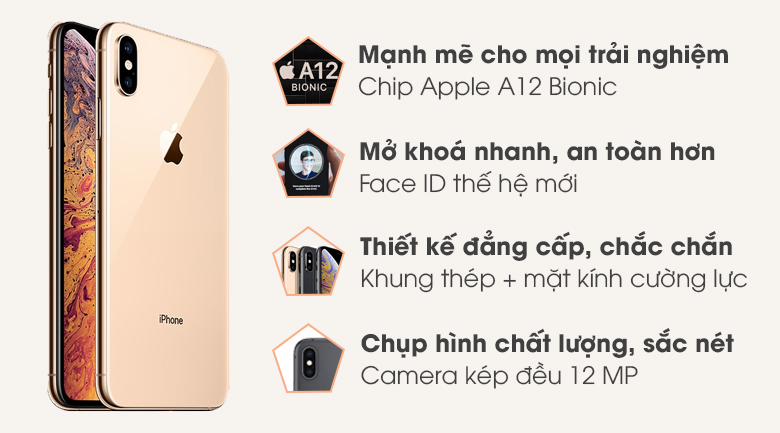 A12
BIONIC
Mạnh mẽ cho mọi trải nghiệm
Chip Apple A12 Bionic
Mở khoá nhanh, an toàn hơn
Face ID thế hệ mới
Thiết kế đẳng cấp, chắc chắn
Khung thép + mặt kính cường lực
Chụp hình chất lượng, sắc nét
Camera kép đều 12 MP
iPhone